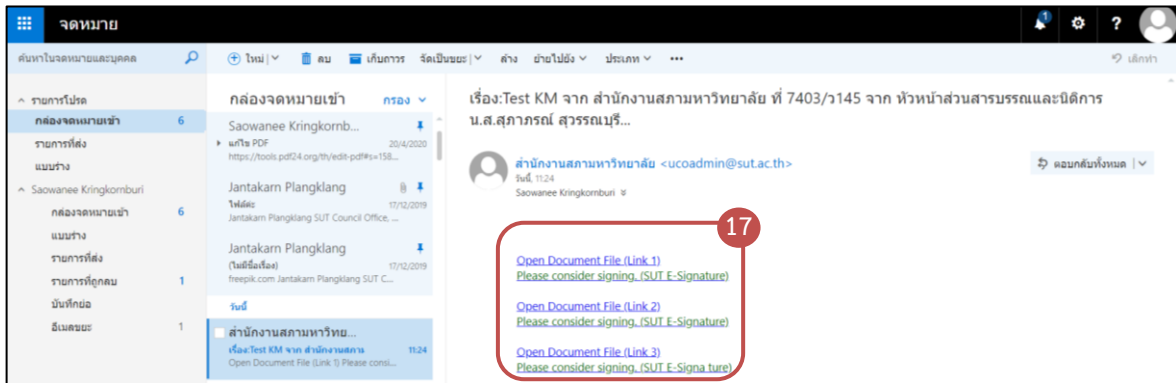 จดหมาย
1
?
ค้นหาในจดหมายและบุคคล
ใหม่
ลบ
เก็บถาวร
จัดเป็นขยะ
ล้าง
ย้ายไปยัง
ประเภท
•••
เลิกทำ
รายการโปรด
กล่องจดหมายเข้า 6
รายการที่ส่ง
แบบร่าง
Saowanee Kringkornburi
กล่องจดหมายเข้า 6
แบบร่าง
รายการที่ส่ง
รายการที่ถูกลบ 1
บันทึกย่อ
อีเมลขยะ 1
กล่องจดหมายเข้า กรอง
Saowanee Kringkornb...
แก้ไข PDF 20/4/2020
https://tools.pdf24.org/th/edit-pdf#s=158...
Jantakarn Plangklang
17/12/2019
Jantakarn Plangklang SUT Council Office, ...
Jantakarn Plangklang
(ไม่มีชื่อเรื่อง) 17/12/2019
freepik.com Jantakarn Plangklang SUT C...
วันนี้
สำนักงานสภามหาวิทย...
เรื่อง:Test KM จาก สำนักงานสภาม 11:24
Open Document File (Link 1) Please consi...
เรื่อง:Test KM จาก สำนักงานสภามหาวิทยาลัย ที่ 7403/ว145 จาก หัวหน้าส่วนสารบรรณและนิติการ
น.ส.สุภาภรณ์ สุวรรณบุรี...
สำนักงานสภามหาวิทยาลัย <ucoadmin@sut.ac.th>
วันนี้, 11:24
Saowanee Kringkornburi
ตอบกลับทั้งหมด
17
Open Document File (Link 1)
Please consider signing. (SUT E-Signature)
Open Document File (Link 2)
Please consider signing. (SUT E-Signature)
Open Document File (Link 3)
Please consider signing. (SUT E-Signa ture)